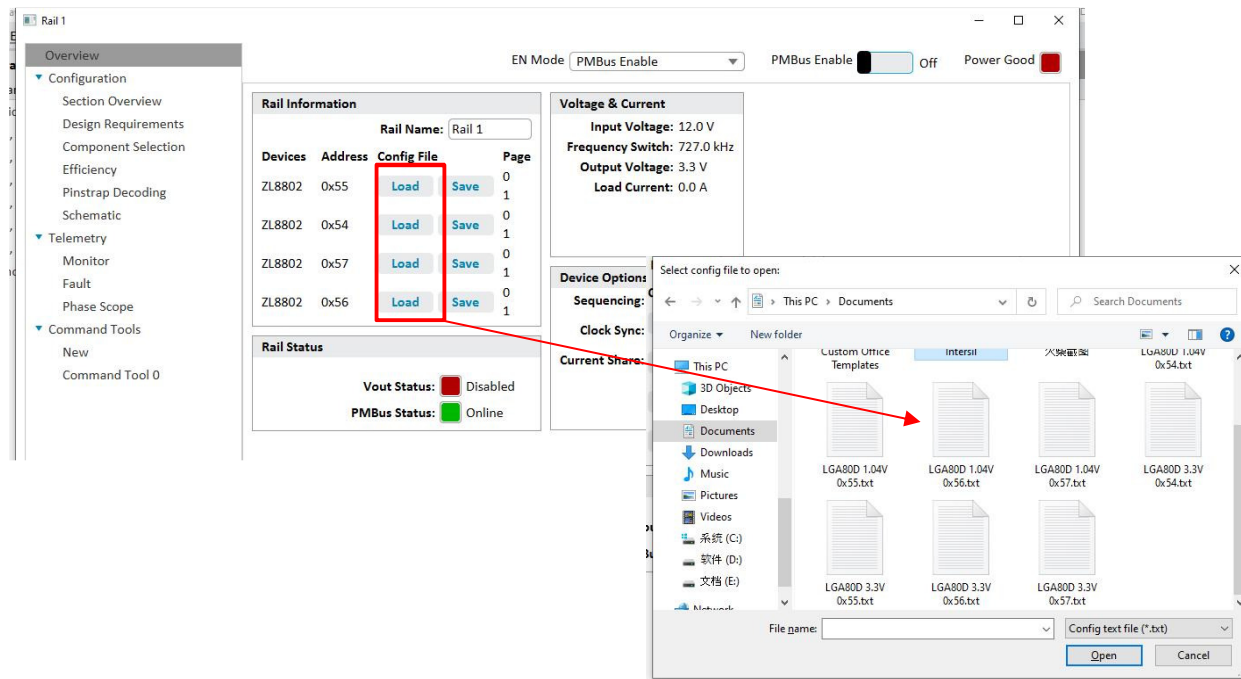 Rail 1
Overview
Configuration
Section Overview
Design Requirements
Component Selection
Efficiency
Pinstrap Decoding
Schematic
Telemetry
Monitor
Fault
Phase Scope
Command Tools
New
Command Tool 0
EN Mode PMBus Enable
PMBus Enable Off
Power Good
Rail Information
Rail Name: Rail 1
Devices Address Config File Page
ZL8802 0x55 Load Save 0
1
ZL8802 0x54 Load Save 0
1
ZL8802 0x57 Load Save 0
1
ZL8802 0x56 Load Save 0
1
Rail Status
Vout Status: Disabled
PMBus Status: Online
Voltage & Current
Input Voltage: 12.0 V
Frequency Switch: 727.0 kHz
Output Voltage: 3.3 V
Load Current: 0.0 A
Device Options
Sequencing:
Clock Sync:
Current Share:
Select config file to open:
This PC › Documents
Search Documents
Organize New folder
This PC
3D Objects
Desktop
Documents
Downloads
Music
Pictures
Videos
系统 (C:)
软件 (D:)
文档 (E:)
Network
Custom Office
Templates
Intersil
LGA80D 1.04V
0x54.txt
LGA80D 1.04V
0x55.txt
LGA80D 1.04V
0x56.txt
LGA80D 1.04V
0x57.txt
LGA80D 3.3V
0x54.txt
LGA80D 3.3V
0x55.txt
LGA80D 3.3V
0x56.txt
LGA80D 3.3V
0x57.txt
File name:
Config text file (*.txt)
Open Cancel